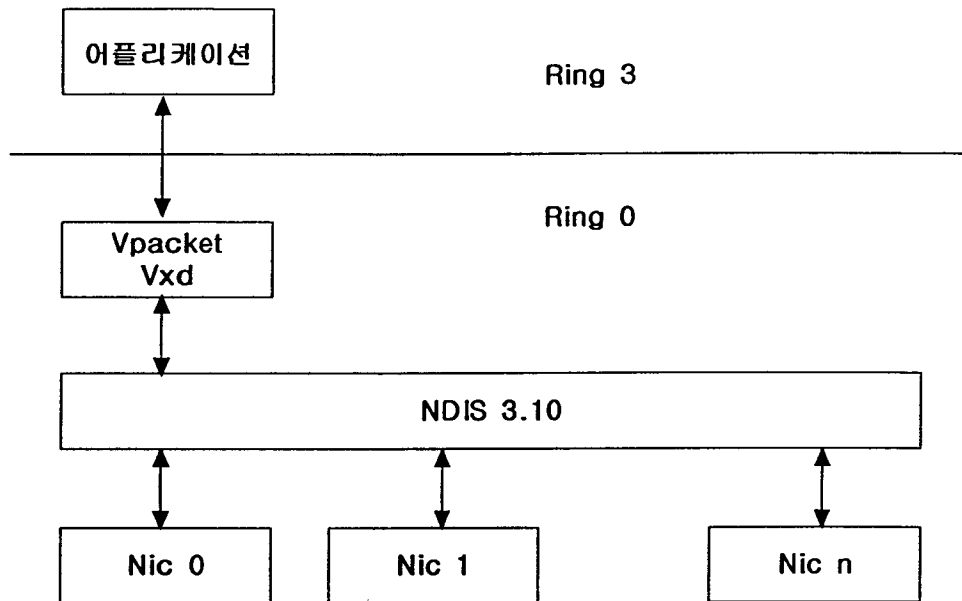 어플리케이션
Ring 3
Ring 0
Vpacket
Vxd
NDIS 3.10
Nic 0
Nic 1
Nic n